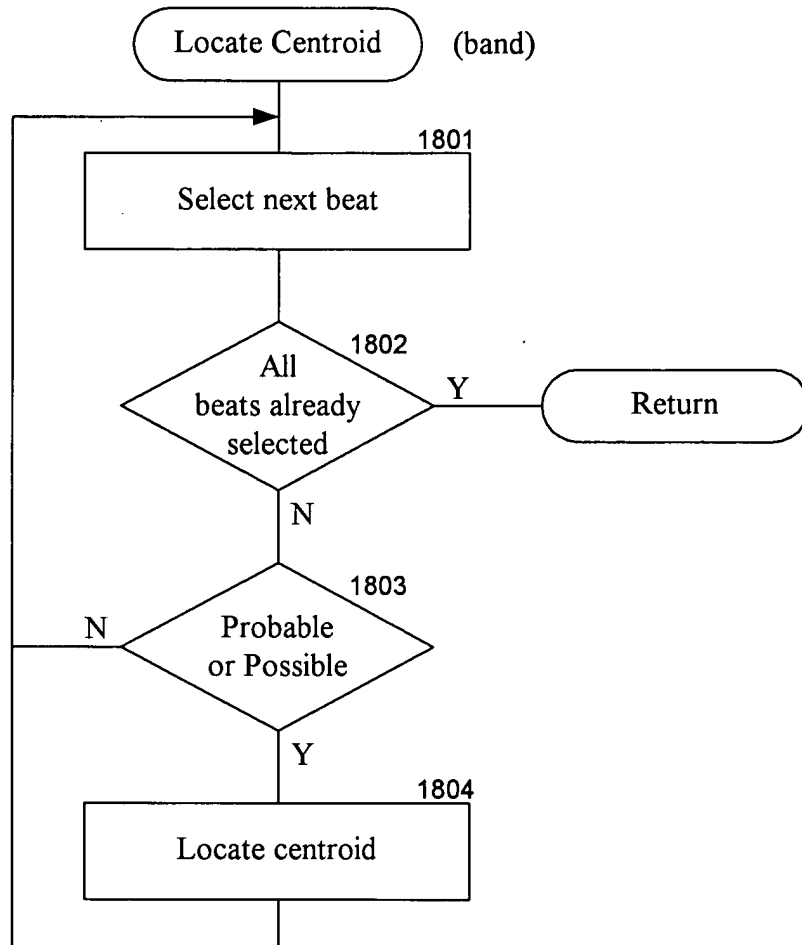 Locate Centroid (band)
1801
Select next beat
1802
All
beats already
selected
Y
Return
N
1803
Probable
or Possible
N
Y
1804
Locate centroid